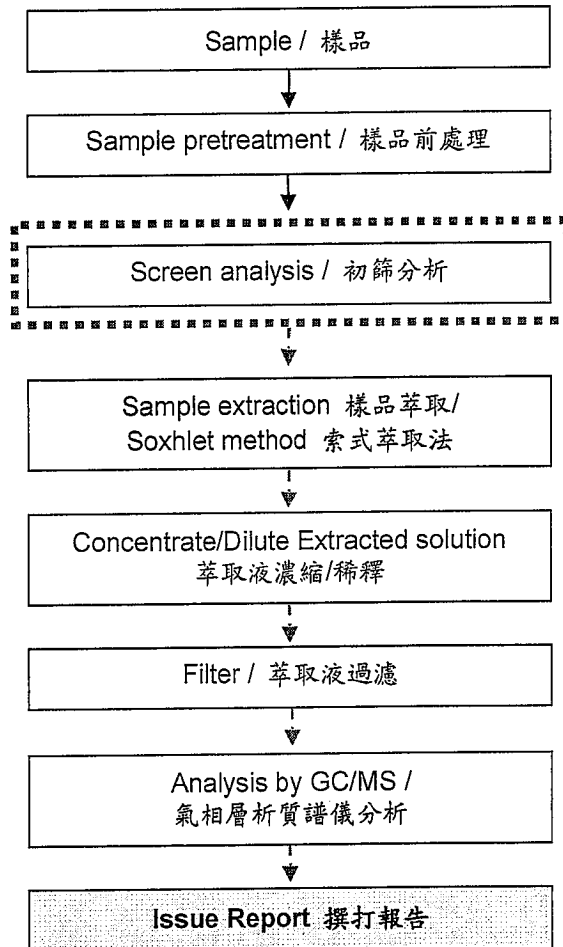 Sample / 樣品
Sample pretreatment / 樣品前處理
Screen analysis / 初篩分析
Sample extraction 樣品萃取/
Soxhlet method 索式萃取法
Concentrate/Dilute Extracted solution
萃取液濃縮/稀釋
Filter / 萃取液過濾
Analysis by GC/MS /
氣相層析質譜儀分析
Issue Report 撰打報告